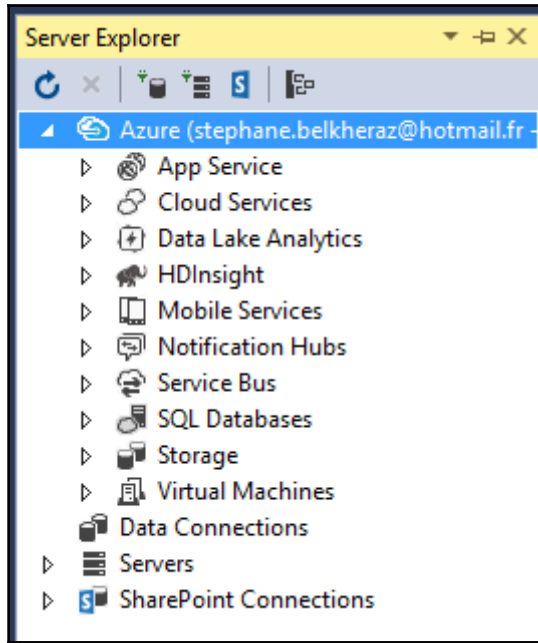 Server Explorer
Azure (stephane.belkheraz@hotmail.fr -
App Service
Cloud Services
Data Lake Analytics
HDInsight
Mobile Services
Notification Hubs
Service Bus
SQL Databases
Storage
Virtual Machines
Data Connections
Servers
SharePoint Connections